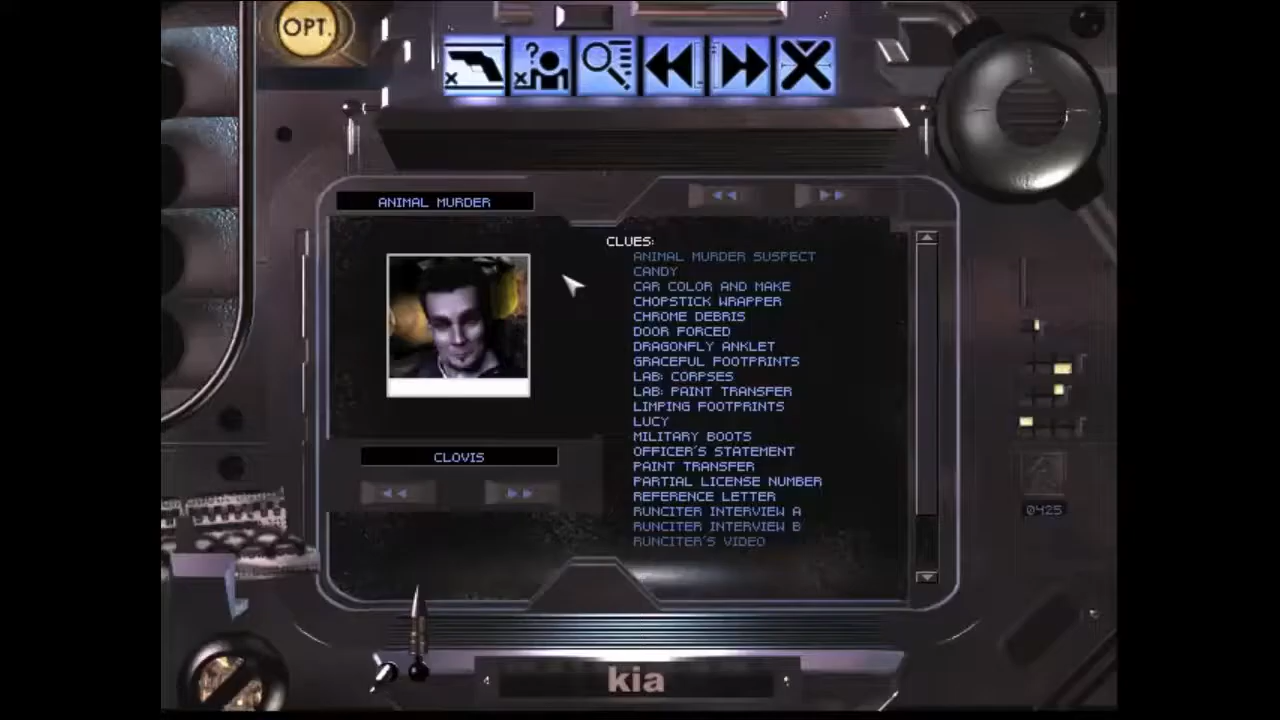 OPT.
ANIMAL MURDER
CLUES:
ANIMAL MURDER SUSPECT
CANDY
CAR COLOR AND MAKE
CHOPSTICK WRAPPER
CHROME DEBRIS
DOOR FORCED
DRAGONFLY ANKLET
GRACEFUL FOOTPRINTS
LAB: CORPSES
LAB: PAINT TRANSFER
LIMPING FOOTPRINTS
LUCY
MILITARY BOOTS
OFFICER'S STATEMENT
PAINT TRANSFER
PARTIAL LICENSE NUMBER
REFERENCE LETTER
RUNCITER INTERVIEW A
RUNCITER INTERVIEW B
RUNCITER'S VIDEO
CLOVIS
0425
kia